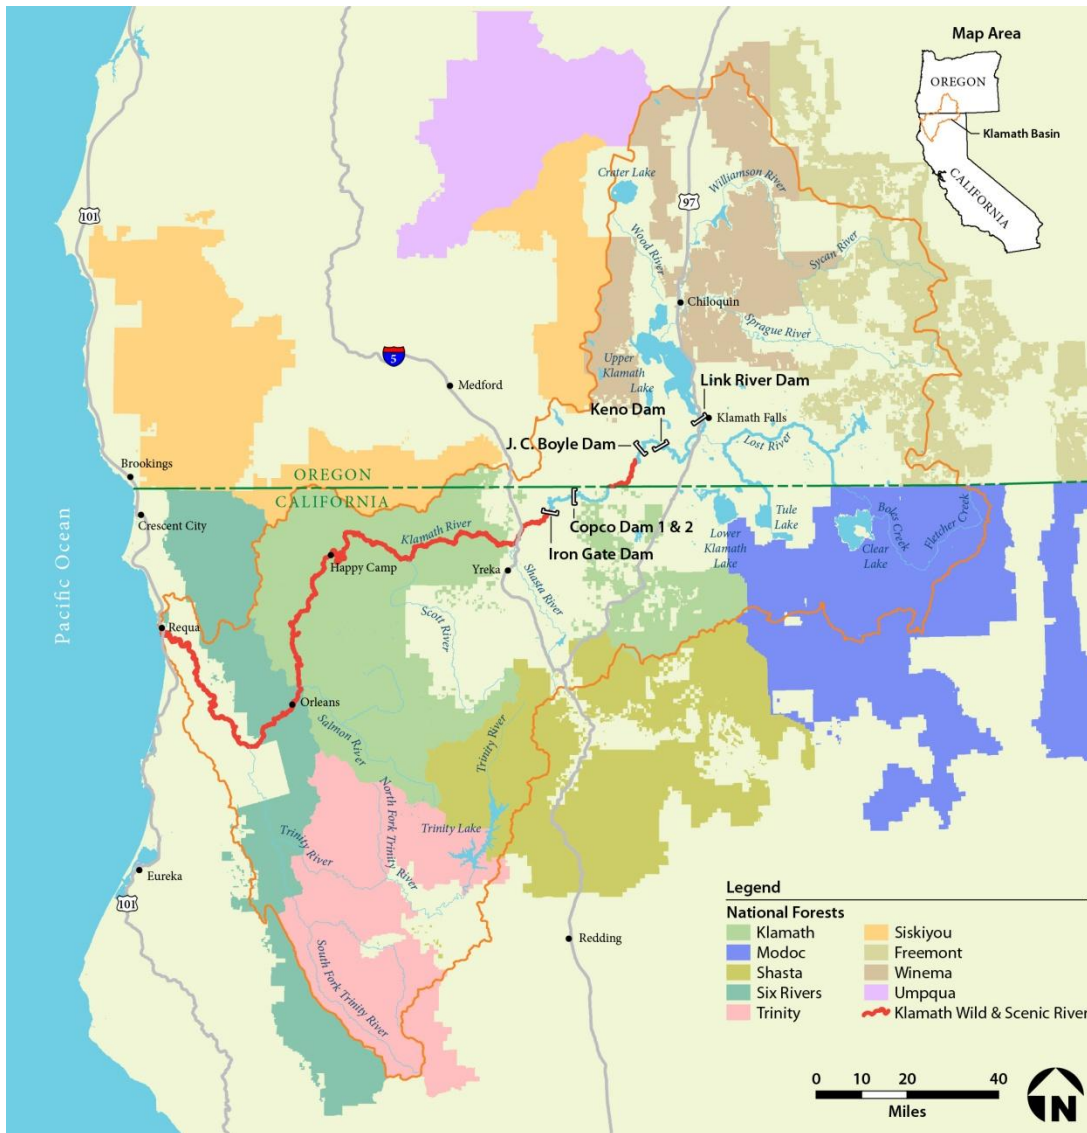 Map Area
OREGON
Klamath Basin
CALIFORNIA
101
97
5
Crater Lake
Williamson River
Wood River
Sycan River
Chiloquin
Sprague River
Upper
Klamath
Lake
Medford
Link River Dam
Keno Dam
Klamath Falls
J. C. Boyle Dam
Lost River
Brookings
OREGON
CALIFORNIA
Crescent City
Klamath River
Copco Dam 1 & 2
Iron Gate Dam
Lower
Klamath
Lake
Tule
Lake
Clear
Lake
Boles Creek
Fletcher Creek
Happy Camp
Yreka
Shasta River
Scott River
Pacific Ocean
Requa
Orleans
Salmon River
Trinity River
North Fork Trinity River
Trinity Lake
Trinity River
Eureka
101
South Fork Trinity River
Redding
Legend
National Forests
Klamath
Modoc
Shasta
Six Rivers
Trinity
Siskiyou
Freemont
Winema
Umpqua
Klamath Wild & Scenic River
0 10 20 40
Miles
N